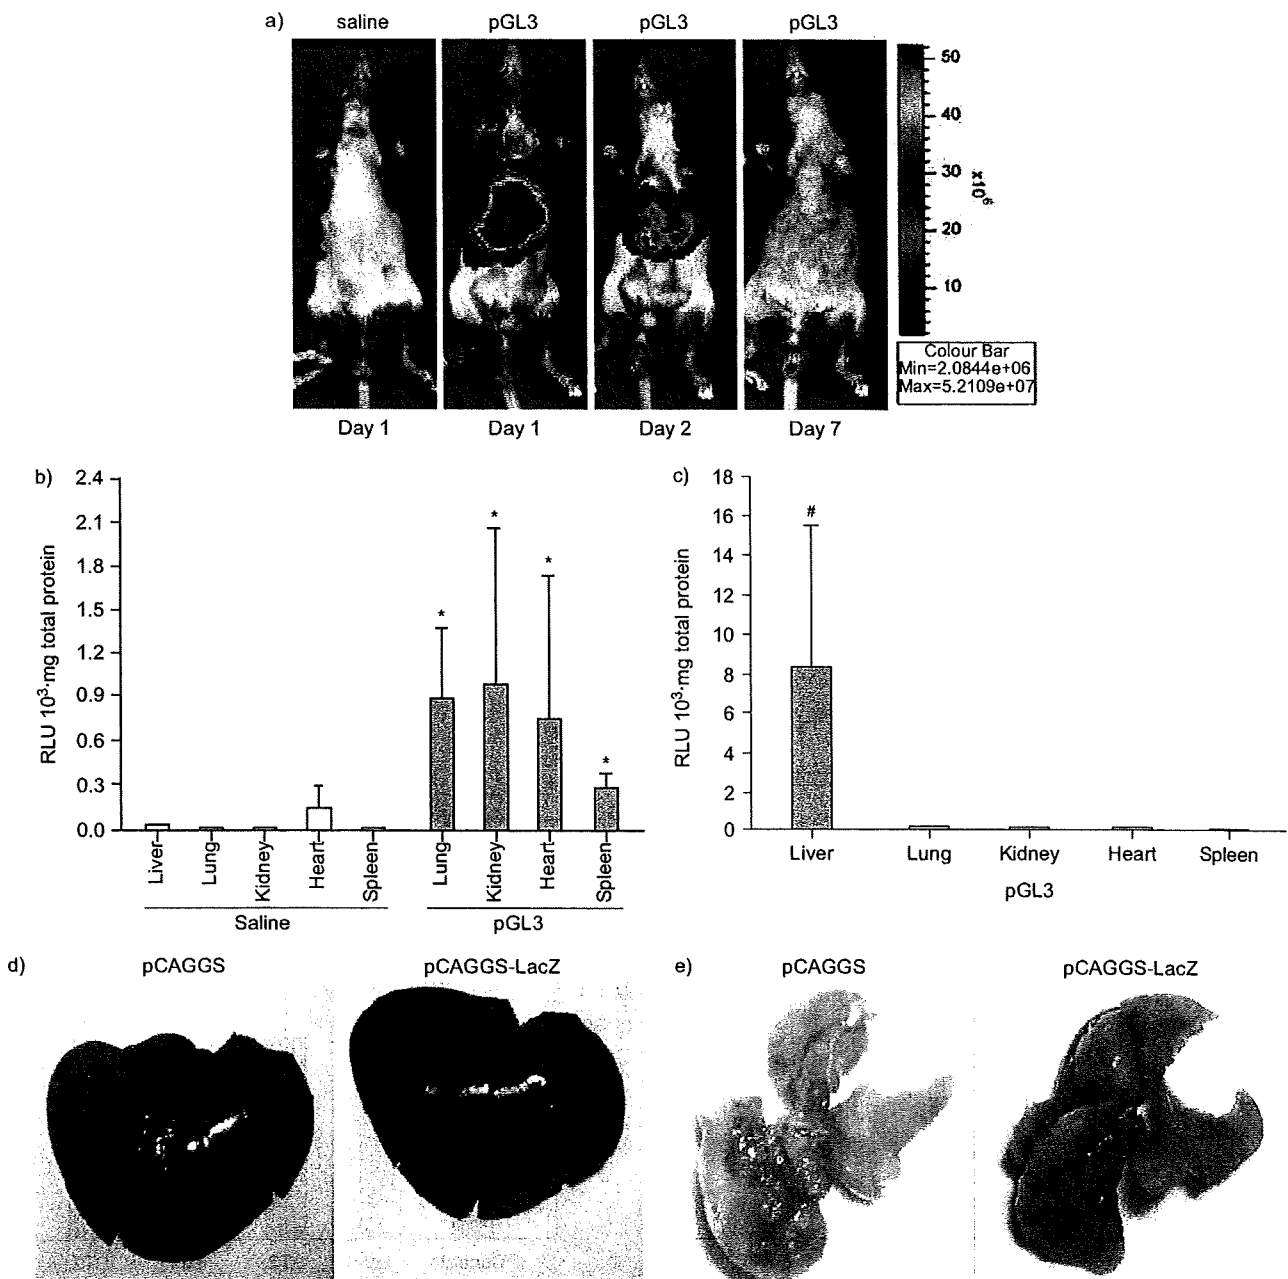 a) saline pGL3 pGL3 pGL3
50
40
30
20
10
x10⁶
Colour Bar
Min=2.0844e+06
Max=5.2109e+07
Day 1 Day 1 Day 2 Day 7
b)
RLU 10³·mg total protein
2.4
2.1
1.8
1.5
1.2
0.9
0.6
0.3
0.0
* * * *
Liver Lung Kidney Heart Spleen Lung Kidney Heart Spleen
Saline pGL3
c)
RLU 10³·mg total protein
18
16
14
12
10
8
6
4
2
0
#
Liver Lung Kidney Heart Spleen
pGL3
d) pCAGGS pCAGGS-LacZ
e) pCAGGS pCAGGS-LacZ